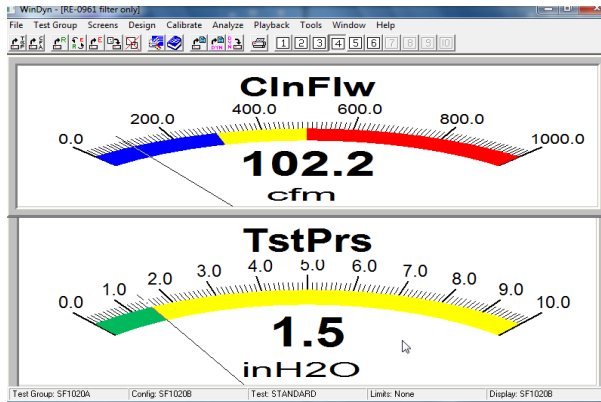 WinDyn - [RE-0961 filter only]
File Test Group Screens Design Calibrate Analyze Playback Tools Window Help
1 2 3 4 5 6 7 8 9 10
ClnFlw
0.0 200.0 400.0 600.0 800.0 1000.0
102.2
cfm
TstPrs
0.0 1.0 2.0 3.0 4.0 5.0 6.0 7.0 8.0 9.0 10.0
1.5
inH2O
Test Group: SF1020A Config: SF1020B Test: STANDARD Limits: None Display: SF1020B